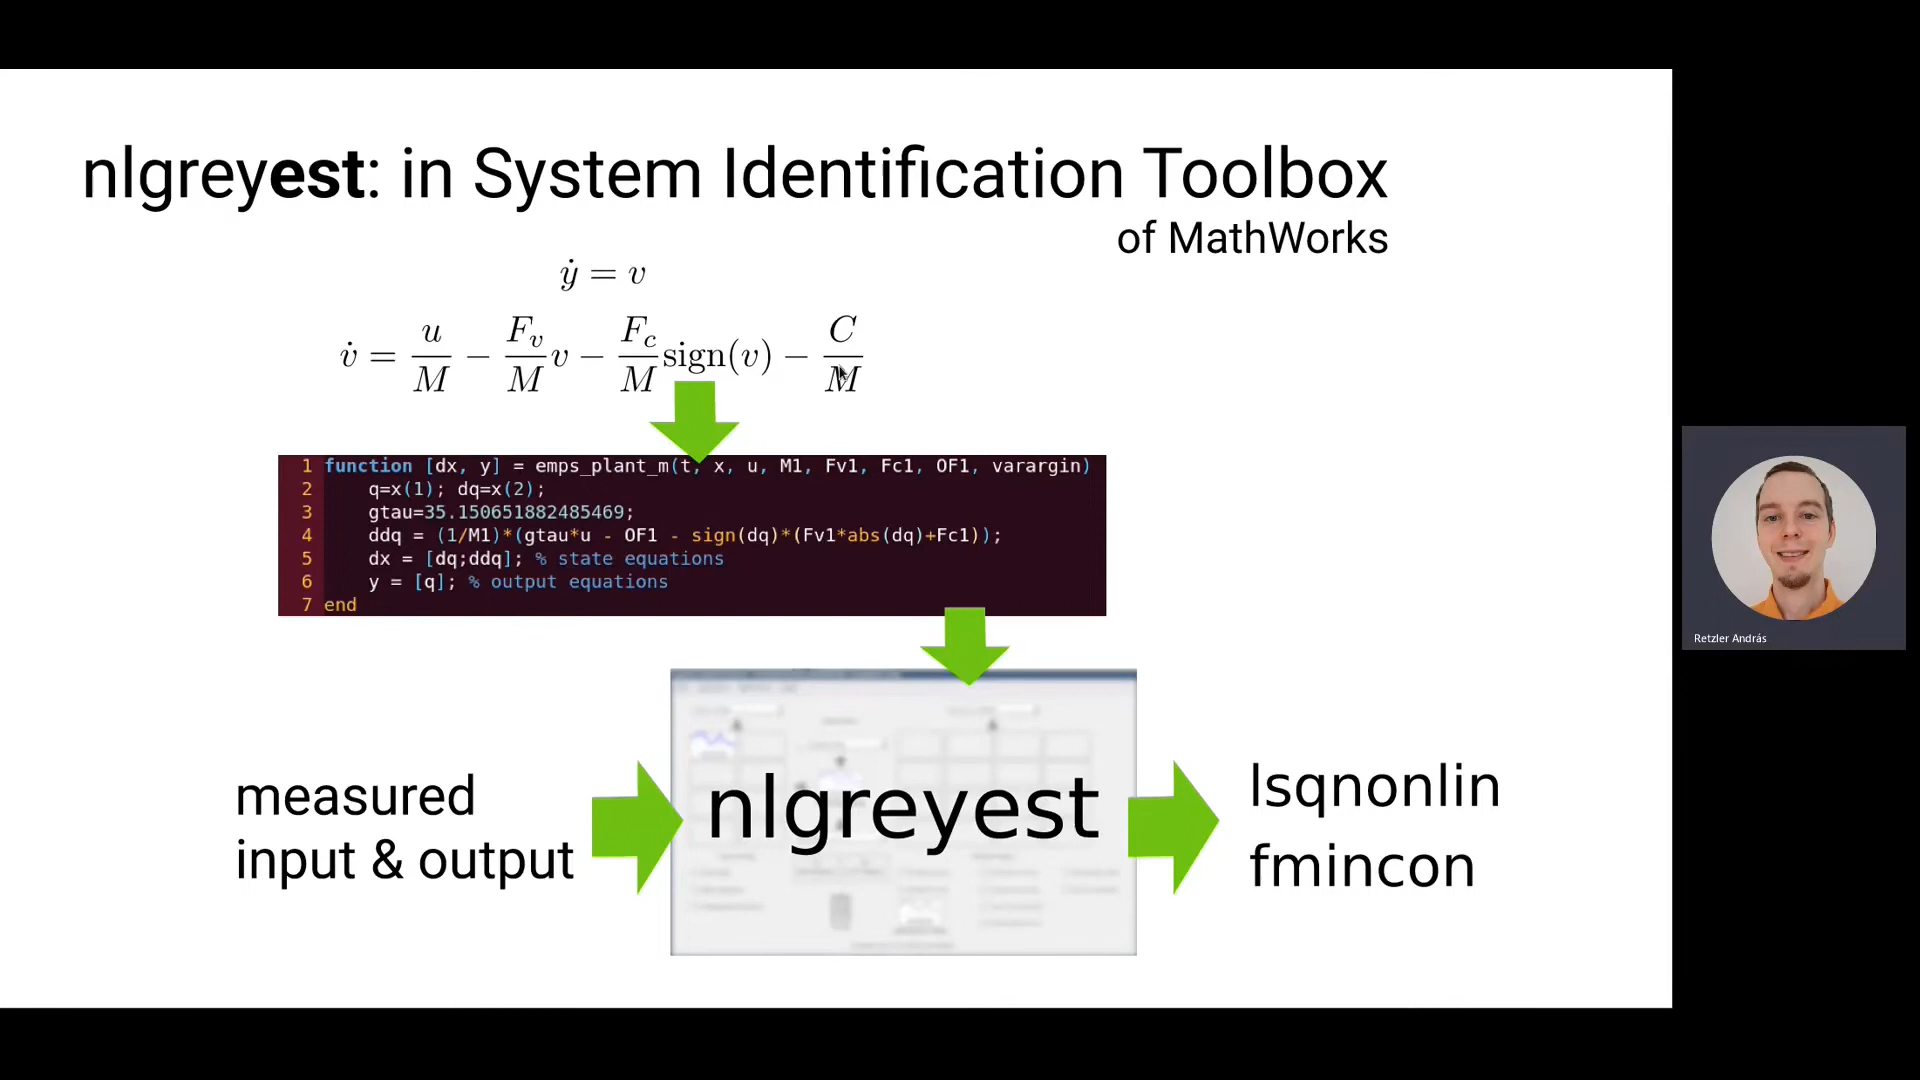 nlgreyest: in System Identification Toolbox
of MathWorks
ẏ = v
v̇ = u/M − F_v/M v − F_c/M sign(v) − C/M
1 function [dx, y] = emps_plant_m(t, x, u, M1, Fv1, Fc1, OF1, varargin)
2 q=x(1); dq=x(2);
3 gtau=35.150651882485469;
4 ddq = (1/M1)*(gtau*u - OF1 - sign(dq)*(Fv1*abs(dq)+Fc1));
5 dx = [dq;ddq]; % state equations
6 y = [q]; % output equations
7 end
measured
input & output
nlgreyest
lsqnonlin
fmincon
Retzler András